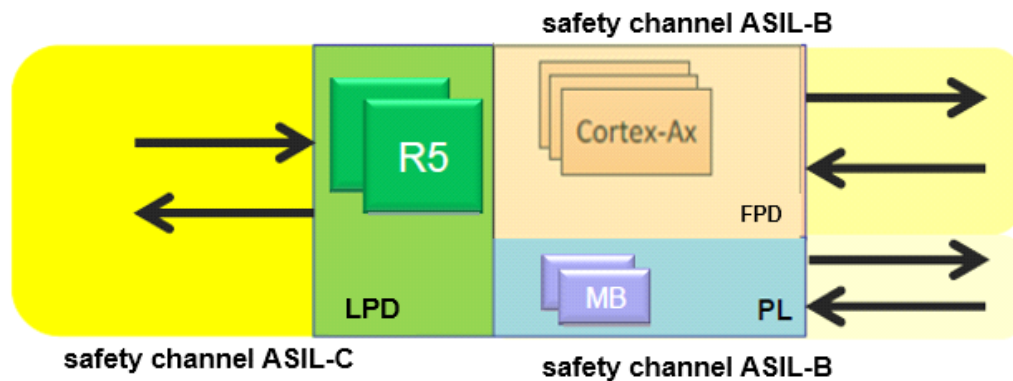 safety channel ASIL-B
R5
Cortex-Ax
FPD
MB
LPD
PL
safety channel ASIL-C
safety channel ASIL-B